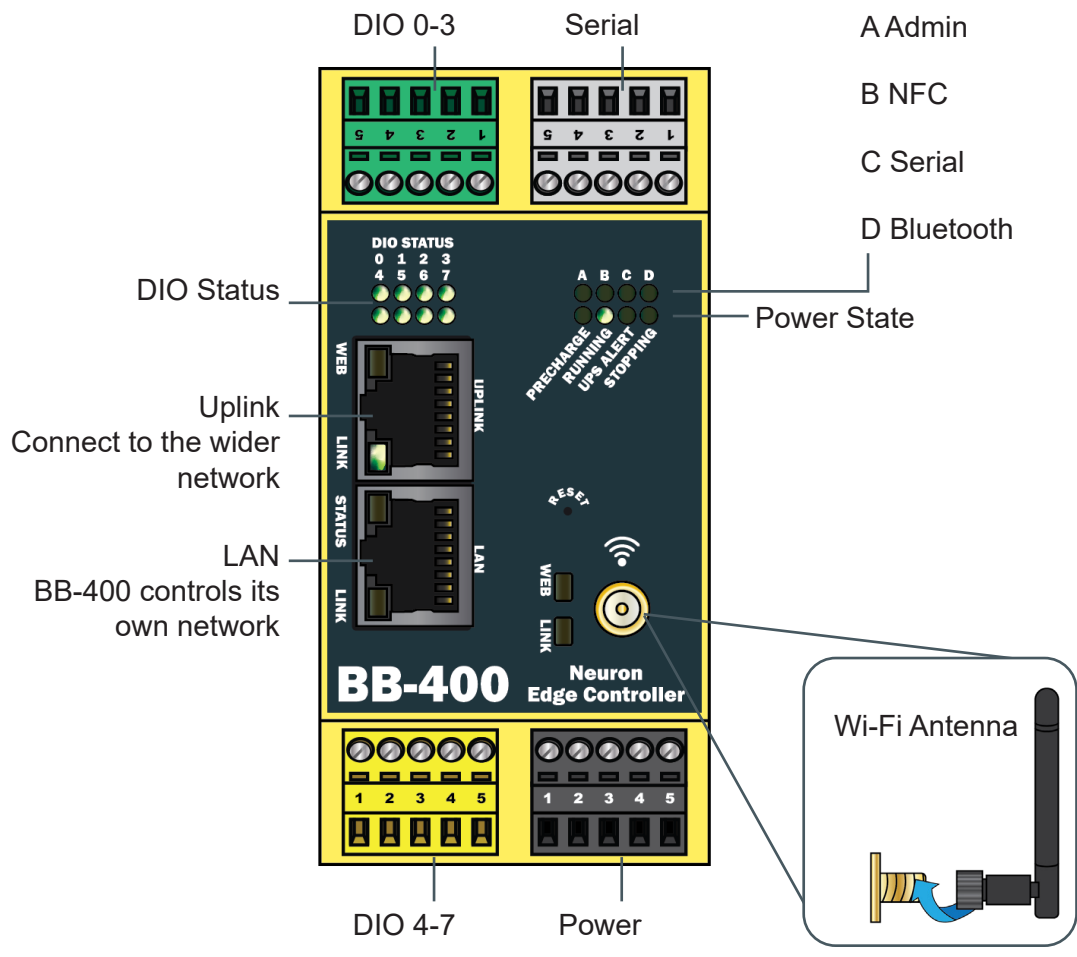 DIO 0-3
Serial
A Admin
B NFC
C Serial
D Bluetooth
5 4 3 2 1
5 4 3 2 1
DIO STATUS
0 1 2 3
4 5 6 7
A B C D
DIO Status
Power State
PRECHARGE
RUNNING
UPS ALERT
STOPPING
WEB
UPLINK
LINK
Uplink
Connect to the wider
network
STATUS
LAN
LINK
LAN
BB-400 controls its
own network
RESET
WEB
LINK
BB-400
Neuron
Edge Controller
Wi-Fi Antenna
1 2 3 4 5
1 2 3 4 5
DIO 4-7
Power